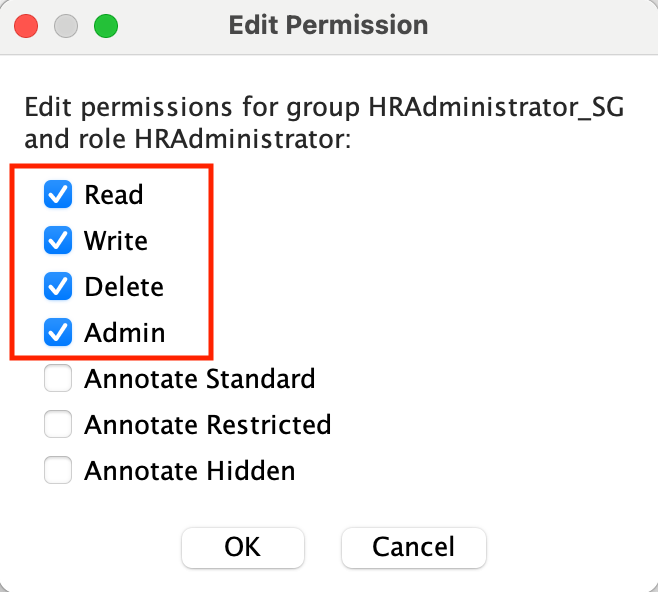 Edit Permission
Edit permissions for group HRAdministrator_SG
and role HRAdministrator:
Read
Write
Delete
Admin
Annotate Standard
Annotate Restricted
Annotate Hidden
OK
Cancel